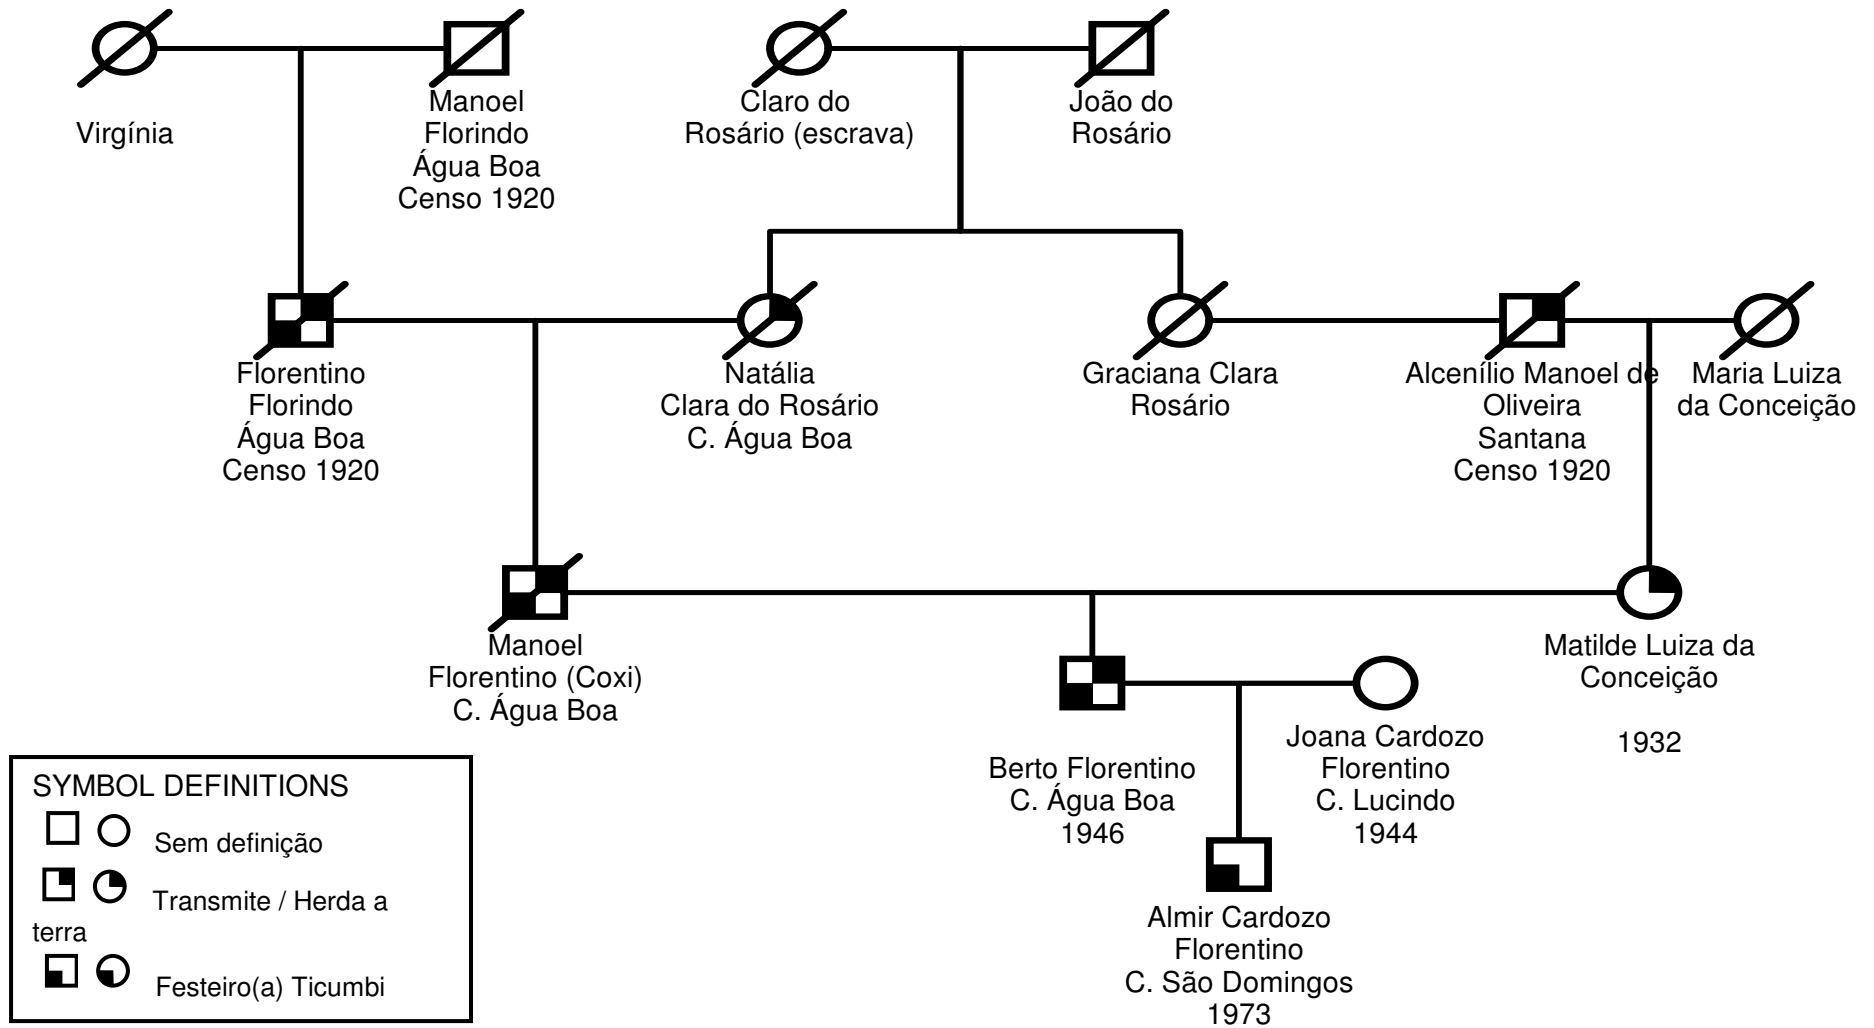 Virgínia
Manoel
Florindo
Água Boa
Censo 1920
Claro do
Rosário (escrava)
João do
Rosário
Florentino
Florindo
Água Boa
Censo 1920
Natália
Clara do Rosário
C. Água Boa
Graciana Clara
Rosário
Alcenílio Manoel de
Oliveira
Santana
Censo 1920
Maria Luiza
da Conceição
Manoel
Florentino (Coxi)
C. Água Boa
Matilde Luiza da
Conceição
1932
Berto Florentino
C. Água Boa
1946
Joana Cardozo
Florentino
C. Lucindo
1944
Almir Cardozo
Florentino
C. São Domingos
1973
SYMBOL DEFINITIONS
Sem definição
Transmite / Herda a
terra
Festeiro(a) Ticumbi